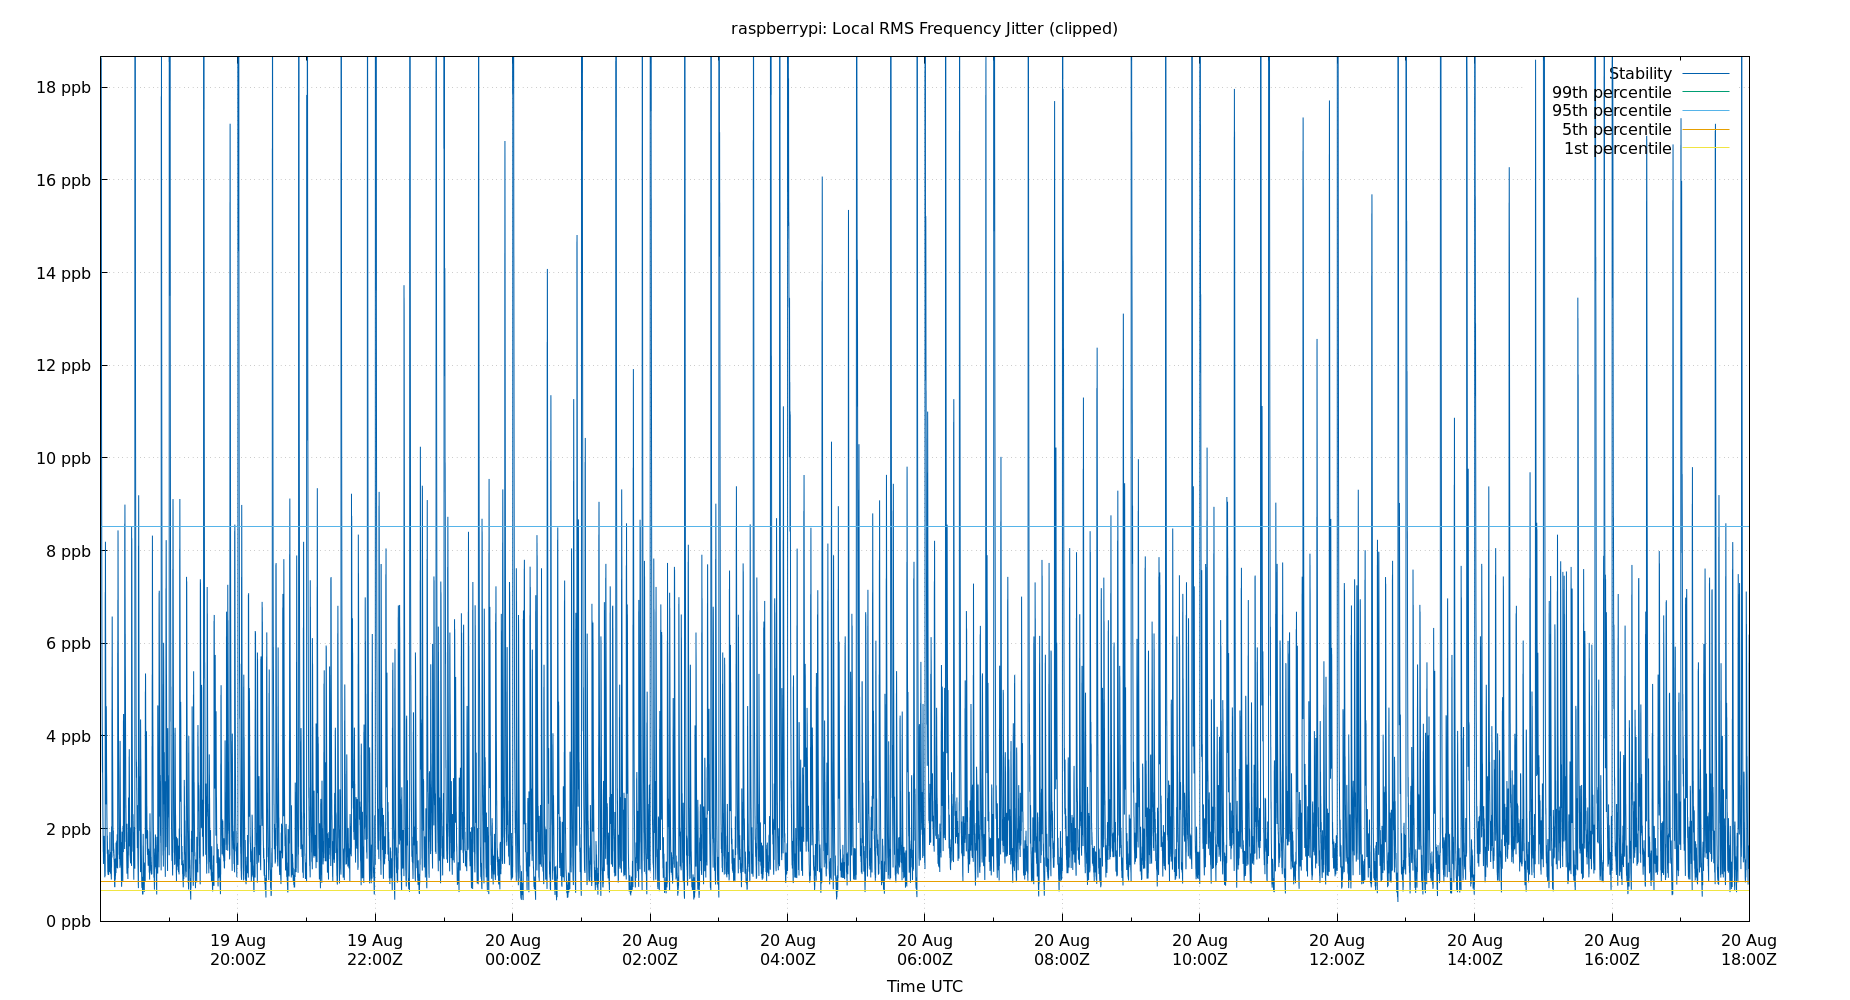 raspberrypi: Local RMS Frequency Jitter (clipped)
Stability
99th percentile
95th percentile
5th percentile
1st percentile
18 ppb
16 ppb
14 ppb
12 ppb
10 ppb
8 ppb
6 ppb
4 ppb
2 ppb
0 ppb
19 Aug 19 Aug 20 Aug 20 Aug 20 Aug 20 Aug 20 Aug 20 Aug 20 Aug 20 Aug 20 Aug 20 Aug
20:00Z 22:00Z 00:00Z 02:00Z 04:00Z 06:00Z 08:00Z 10:00Z 12:00Z 14:00Z 16:00Z 18:00Z
Time UTC